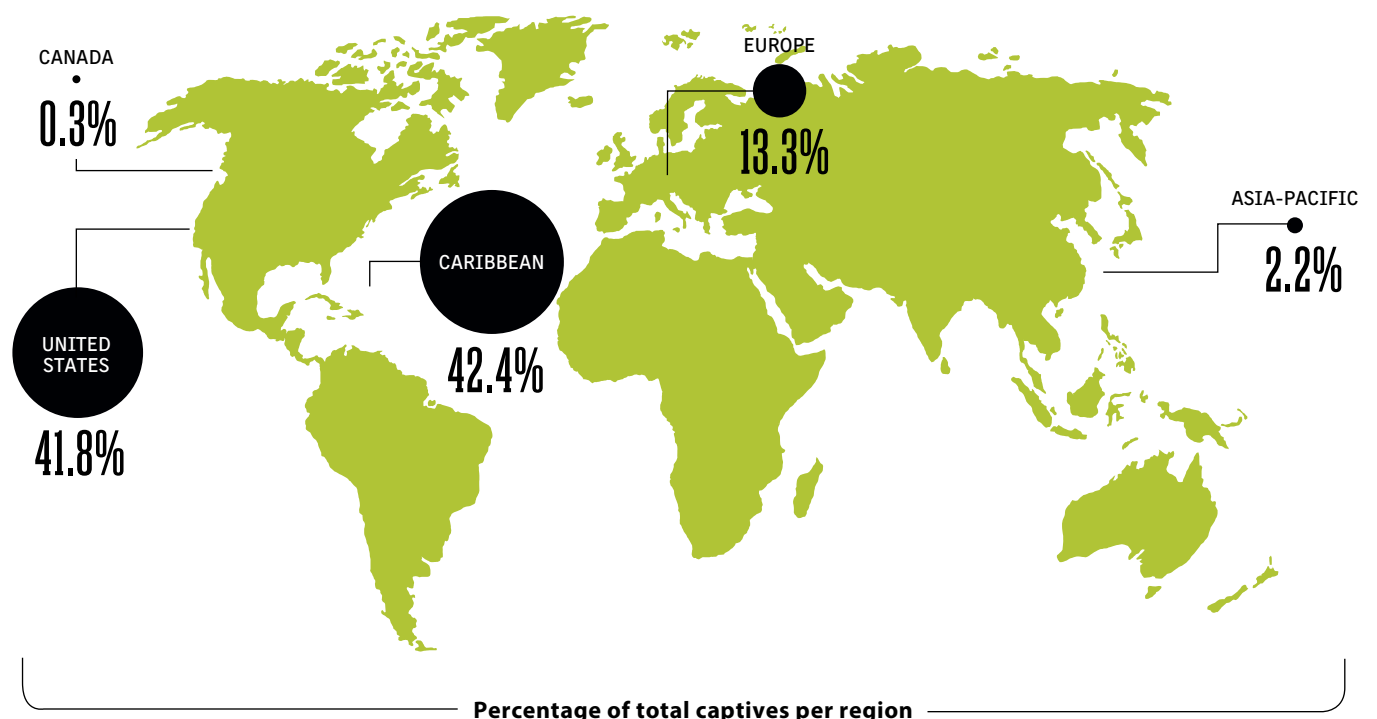 CANADA
0.3%
EUROPE
13.3%
ASIA-PACIFIC
2.2%
CARIBBEAN
42.4%
UNITED
STATES
41.8%
Percentage of total captives per region